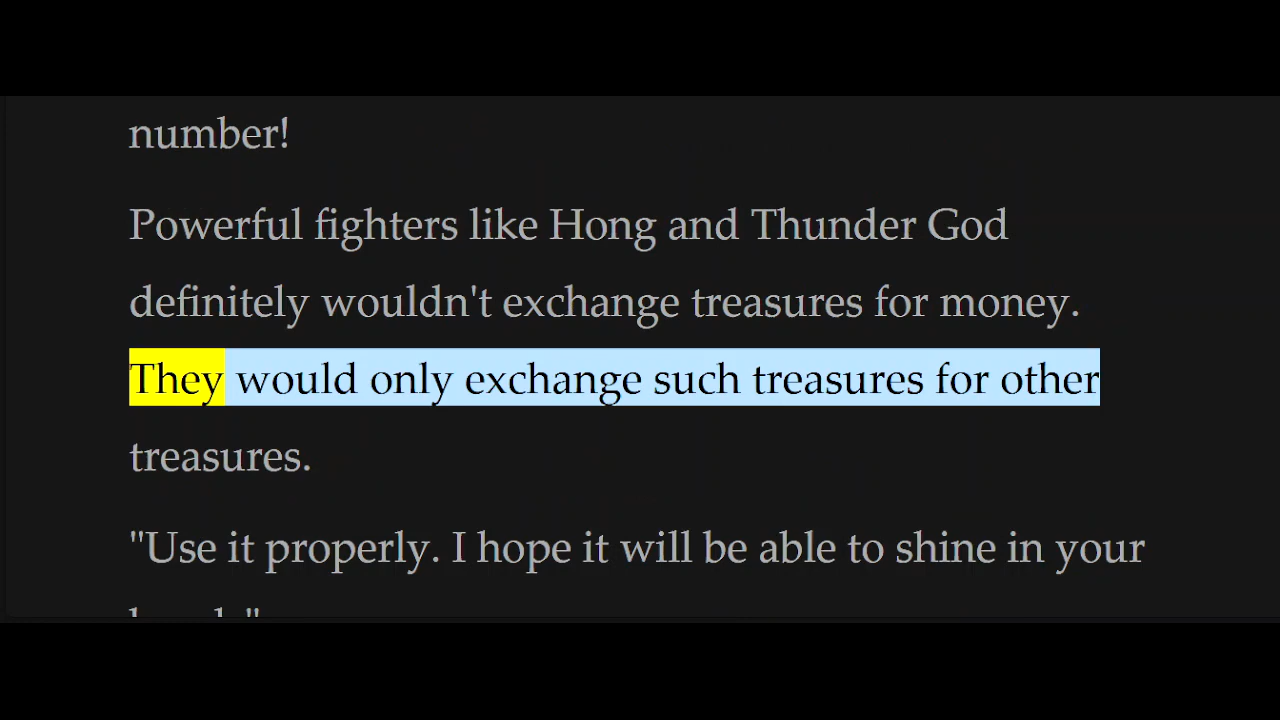 number!
Powerful fighters like Hong and Thunder God
definitely wouldn't exchange treasures for money.
They would only exchange such treasures for other
treasures.
"Use it properly. I hope it will be able to shine in your